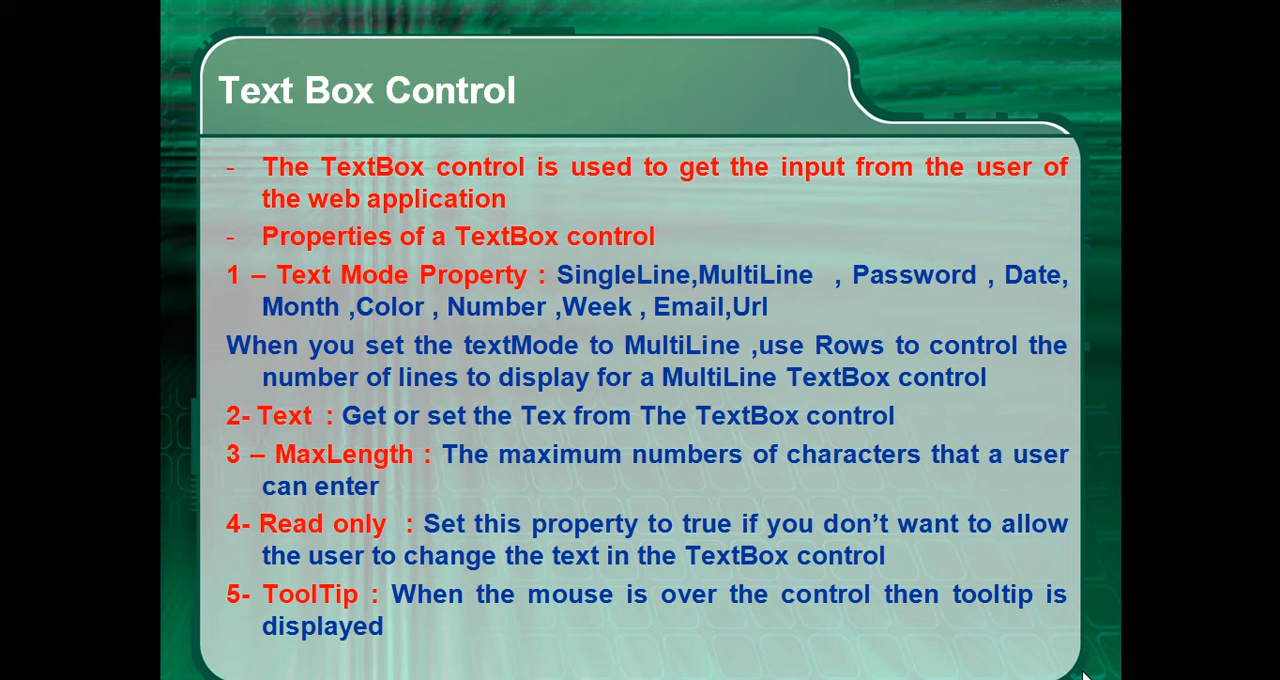 Text Box Control
- The TextBox control is used to get the input from the user of
the web application
- Properties of a TextBox control
1 – Text Mode Property : SingleLine,MultiLine , Password , Date,
Month ,Color , Number ,Week , Email,Url
When you set the textMode to MultiLine ,use Rows to control the
number of lines to display for a MultiLine TextBox control
2- Text : Get or set the Tex from The TextBox control
3 – MaxLength : The maximum numbers of characters that a user
can enter
4- Read only : Set this property to true if you don’t want to allow
the user to change the text in the TextBox control
5- ToolTip : When the mouse is over the control then tooltip is
displayed